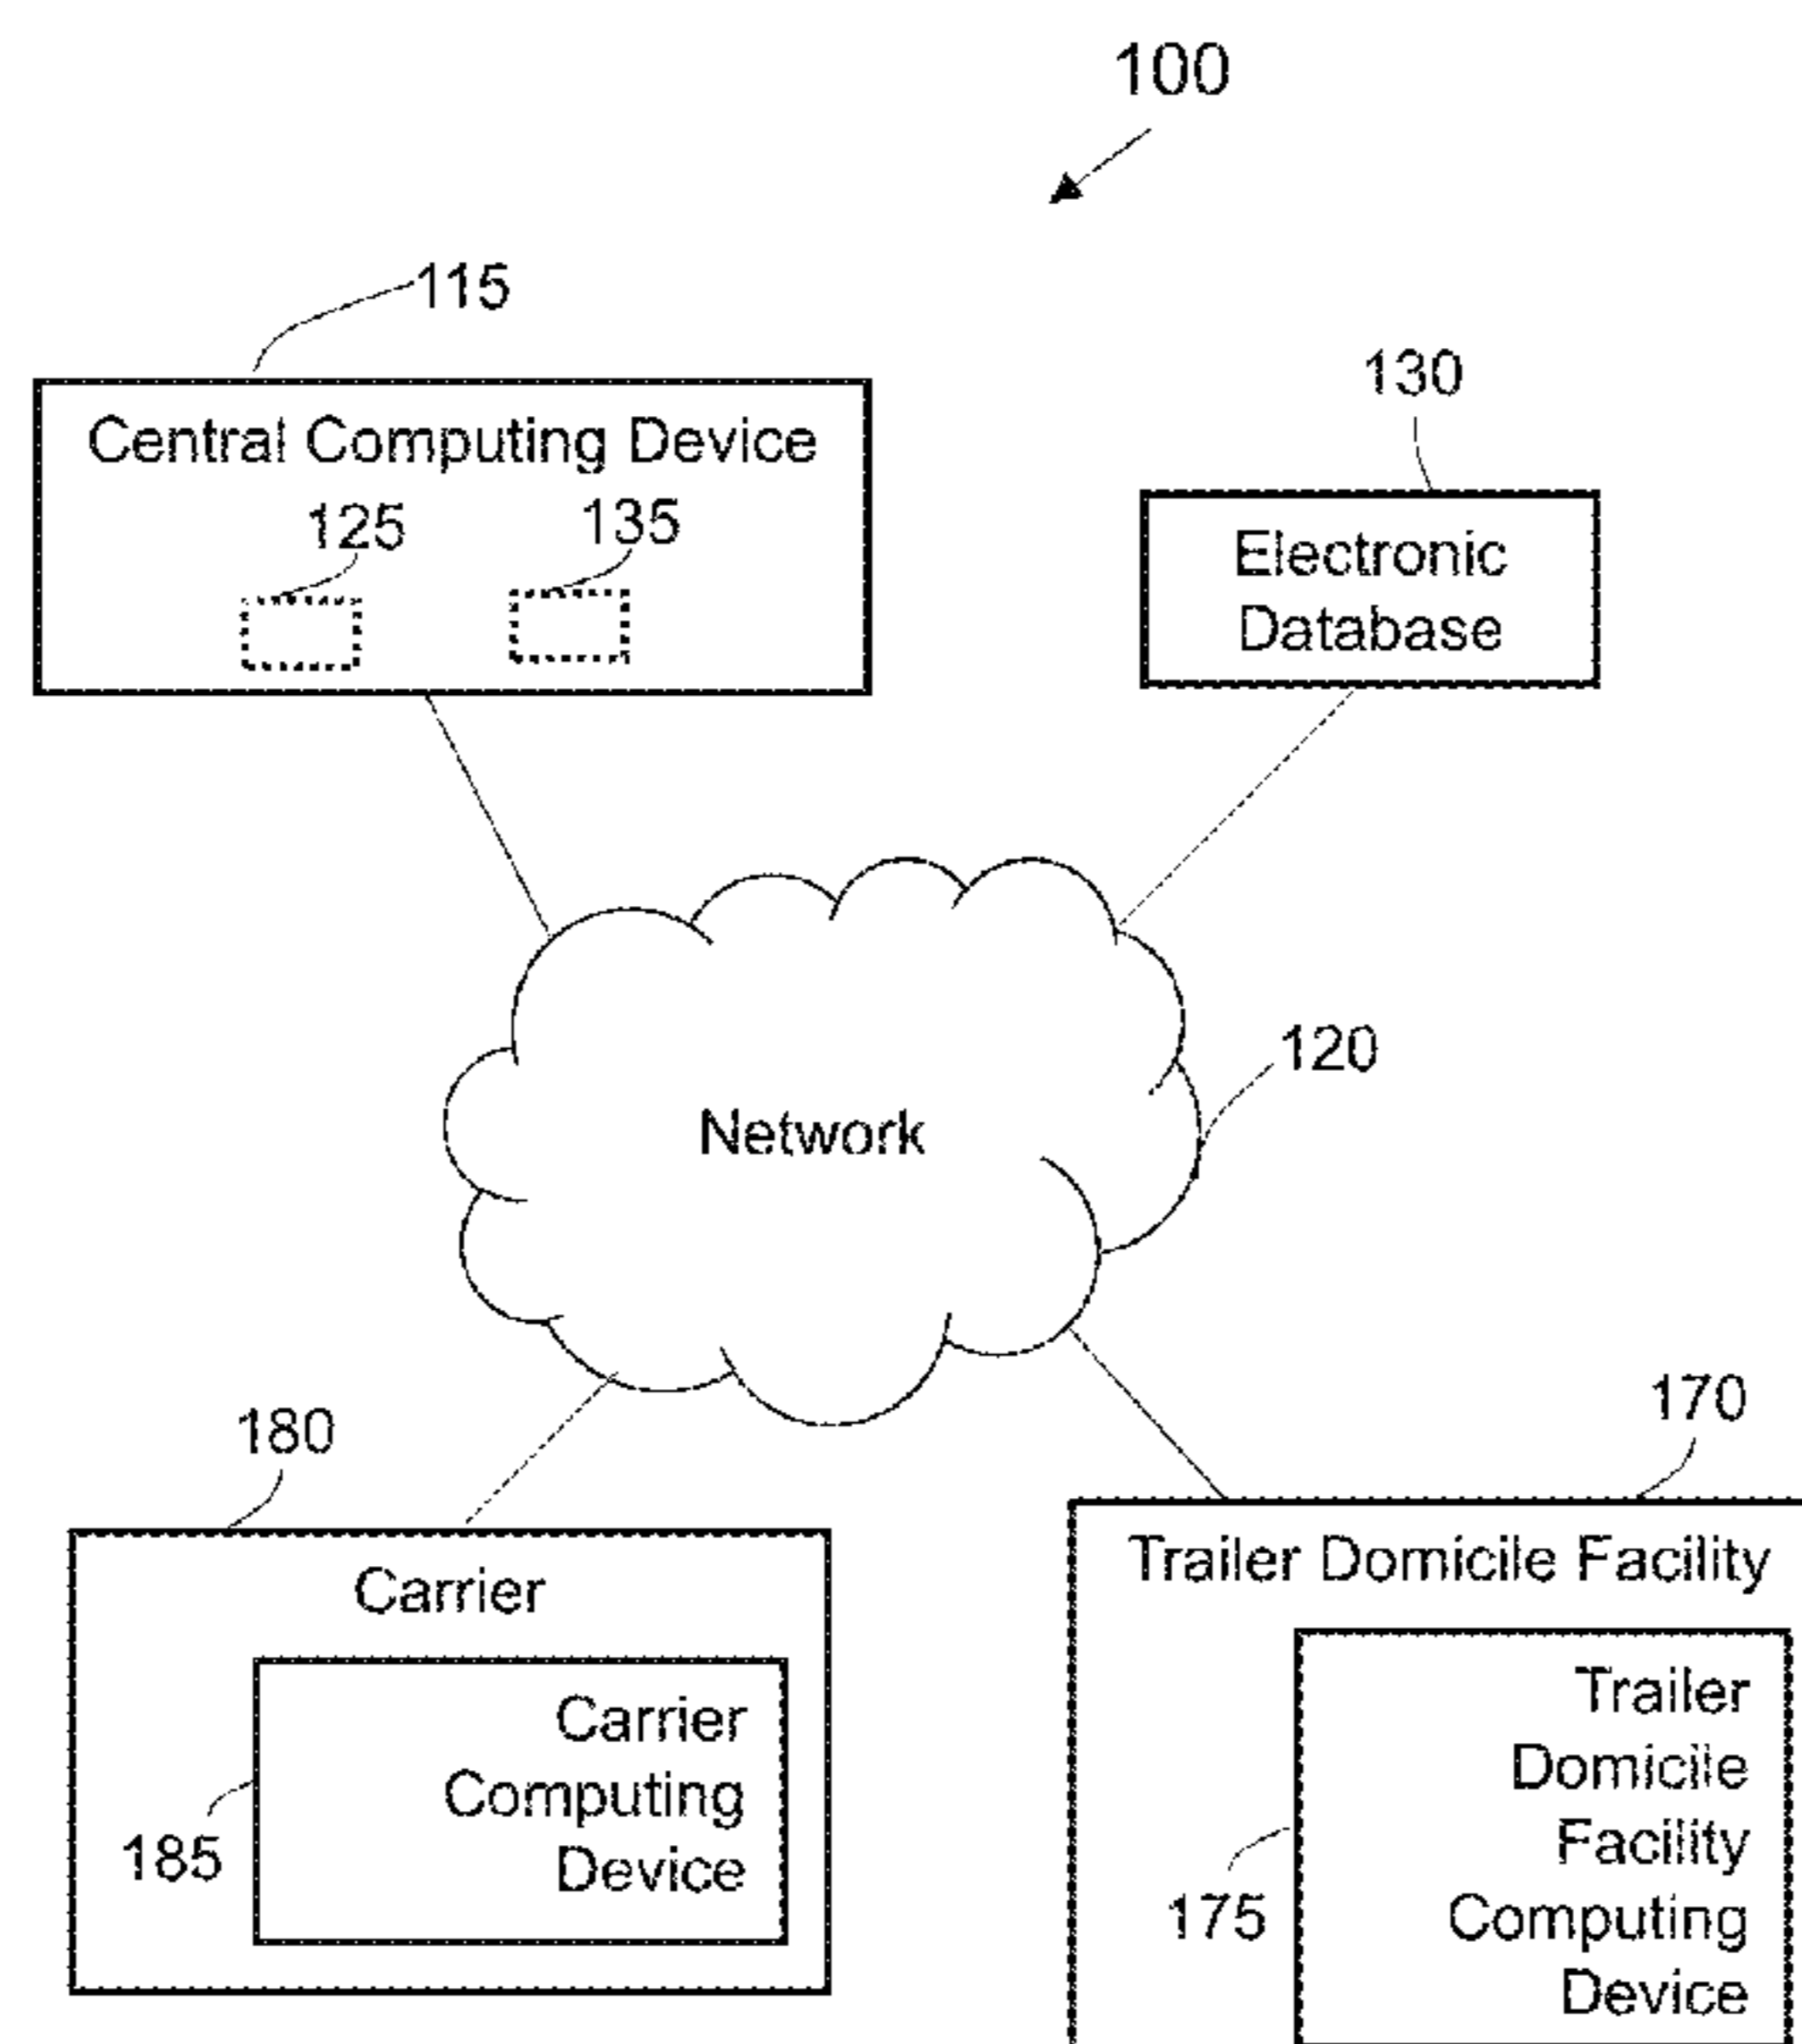 100
115
Central Computing Device
125
135
130
Electronic
Database
Network
120
180
Carrier
Carrier
Computing
Device
185
170
Trailer Domicile Facility
Trailer
Domicile
Facility
Computing
Device
175